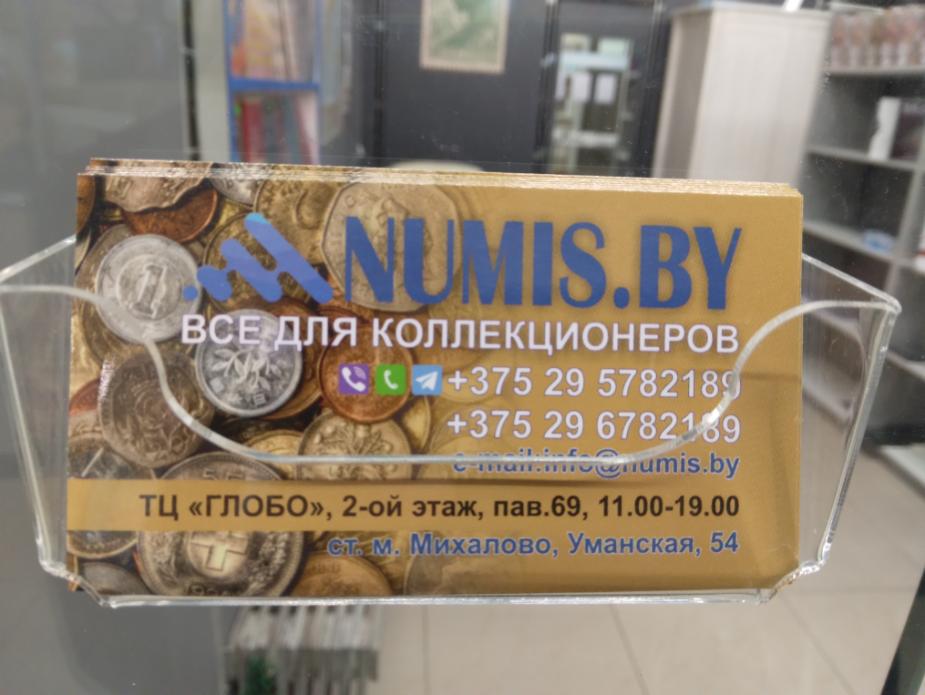 NUMIS.BY
ВСЕ ДЛЯ КОЛЛЕКЦИОНЕРОВ
+375 29 5782189
+375 29 6782189
e-mail:info@numis.by
ТЦ «ГЛОБО», 2-ой этаж, пав.69, 11.00-19.00
ст. м. Михалово, Уманская, 54